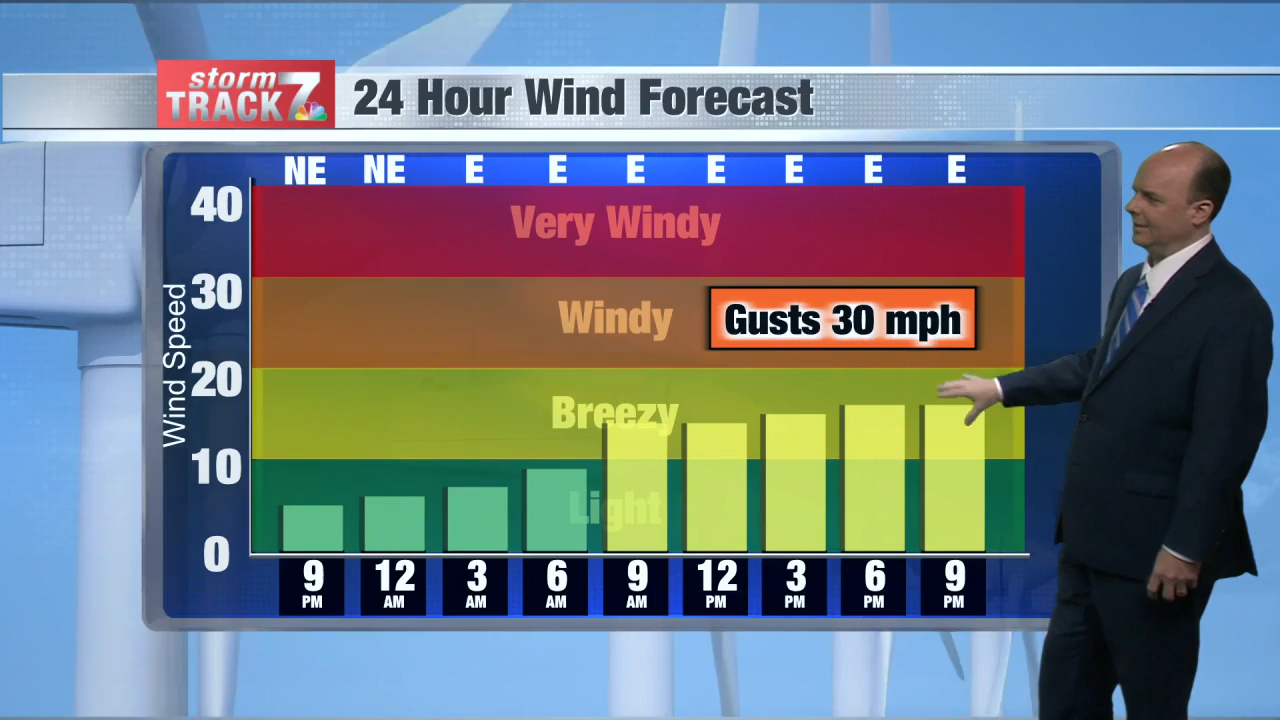 storm
TRACK 7
24 Hour Wind Forecast
NE NE E E E E E E E
40
Very Windy
30
Windy
Gusts 30 mph
Wind Speed
20
Breezy
10
Light
0
9 12 3 6 9 12 3 6 9
PM AM AM AM AM PM PM PM PM